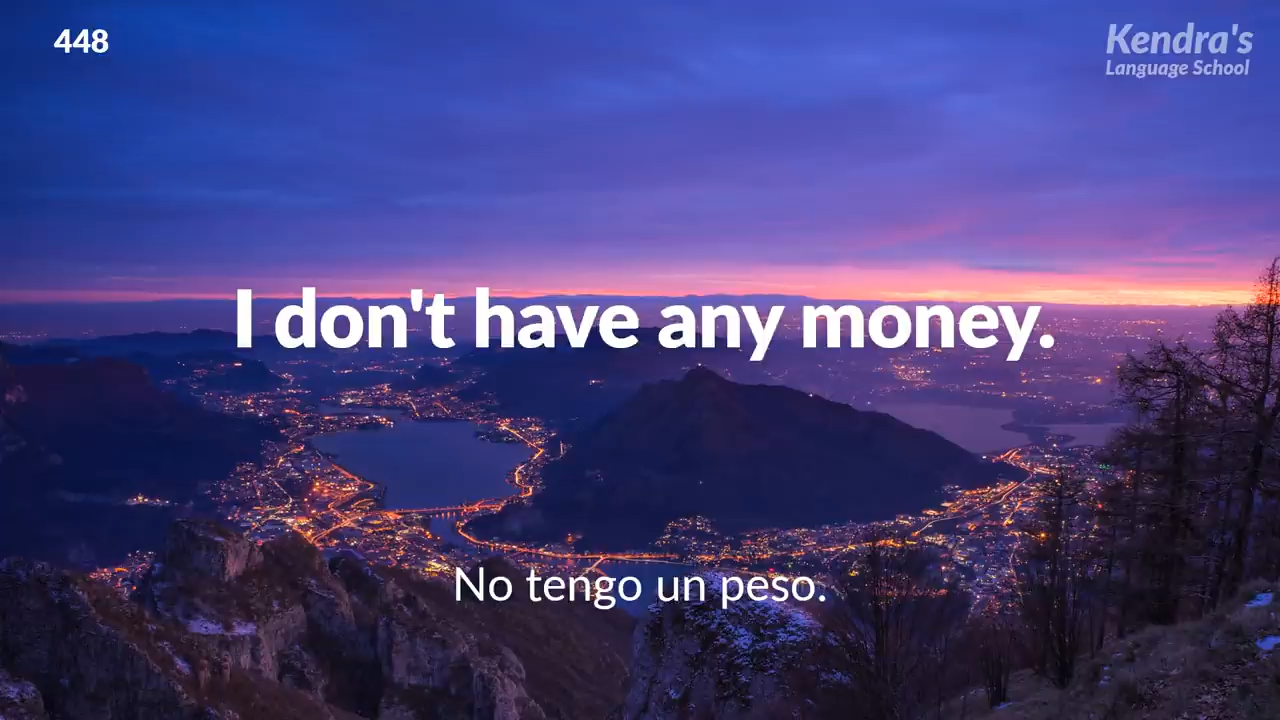 448
Kendra's
Language School
I don't have any money.
No tengo un peso.